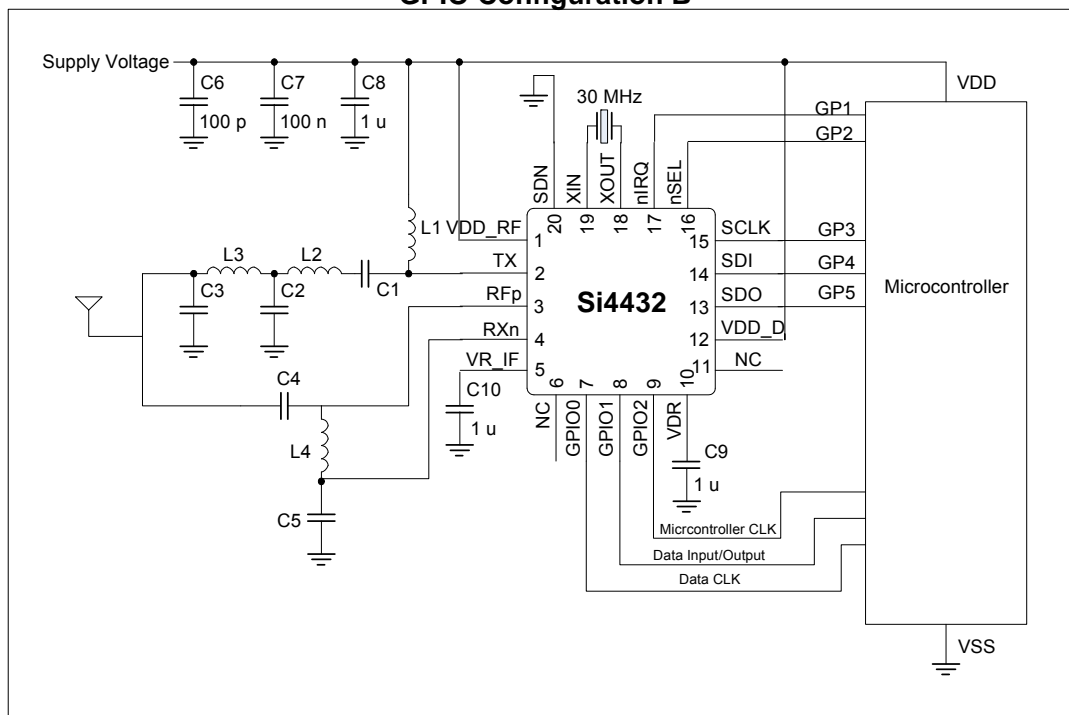 GPIO Configuration B
Supply Voltage
C6
100 p
C7
100 n
C8
1 u
30 MHz
VDD
GP1
GP2
SDN
XIN
XOUT
nIRQ
nSEL
20
19
18
17
16
L1
VDD_RF
1
15
SCLK
GP3
L3
L2
C1
TX
2
14
SDI
GP4
C3
C2
RFp
3
Si4432
13
SDO
GP5
Microcontroller
RXn
4
12
VDD_D
VR_IF
5
11
NC
C4
C10
1 u
6
7
8
9
10
NC
GPIO0
GPIO1
GPIO2
VDR
L4
C9
1 u
C5
Micrcontroller CLK
Data Input/Output
Data CLK
VSS